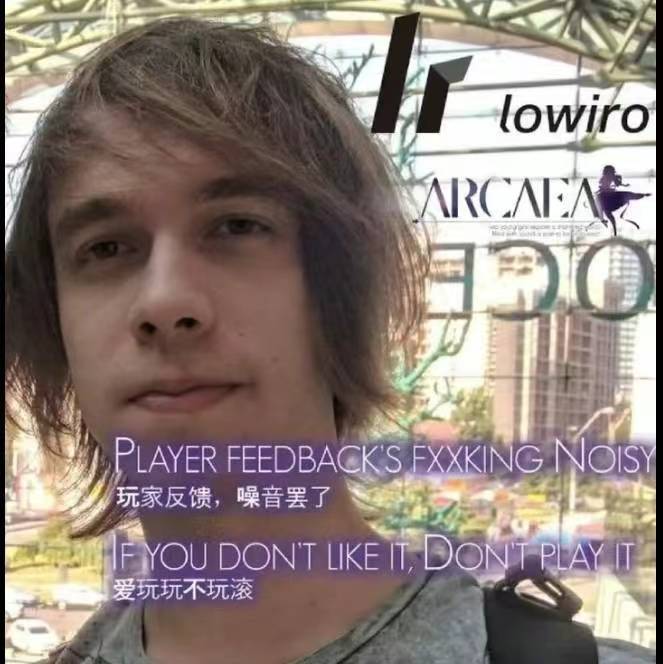 lowiro
ARCAEA
OCE
PLAYER FEEDBACK'S FXXKING NOISY
玩家反馈，噪音罢了
IF YOU DON'T LIKE IT, DON'T PLAY IT
爱玩玩不玩滚